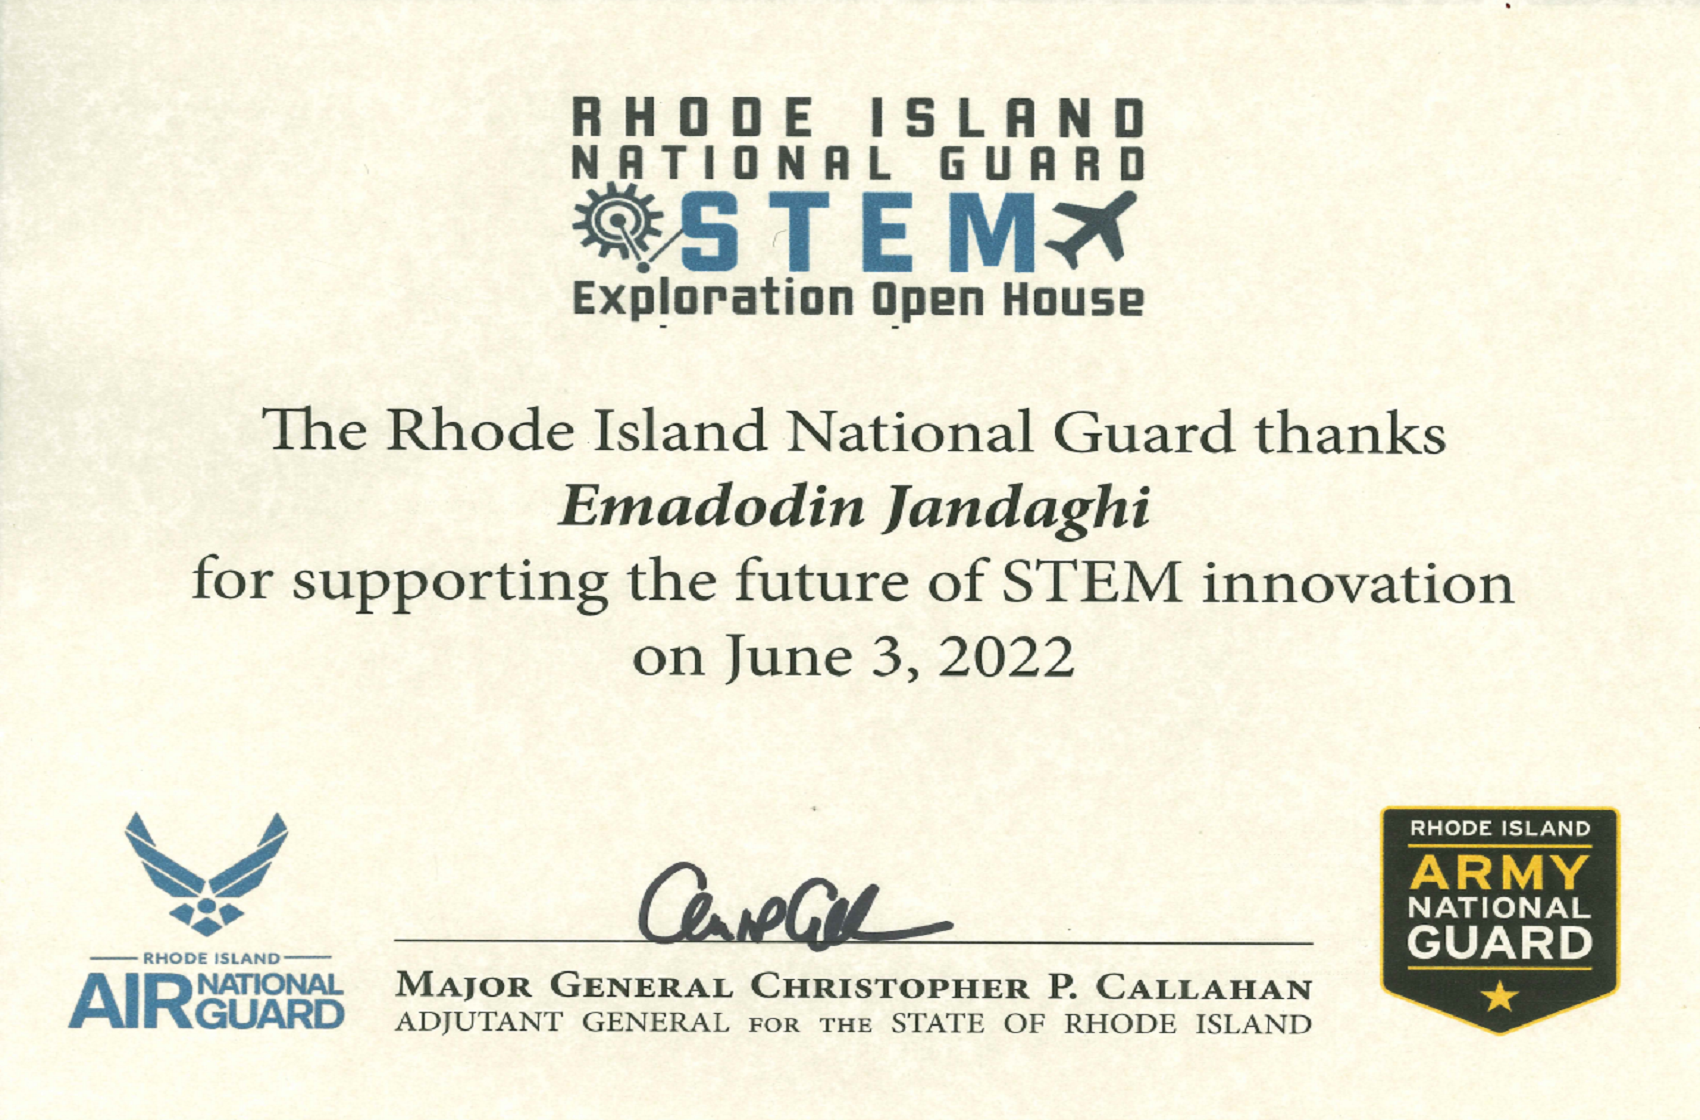 RHODE ISLAND
NATIONAL GUARD
STEM
Exploration Open House
The Rhode Island National Guard thanks
Emadodin Jandaghi
for supporting the future of STEM innovation
on June 3, 2022
RHODE ISLAND
AIR NATIONAL
GUARD
MAJOR GENERAL CHRISTOPHER P. CALLAHAN
ADJUTANT GENERAL FOR THE STATE OF RHODE ISLAND
RHODE ISLAND
ARMY
NATIONAL
GUARD